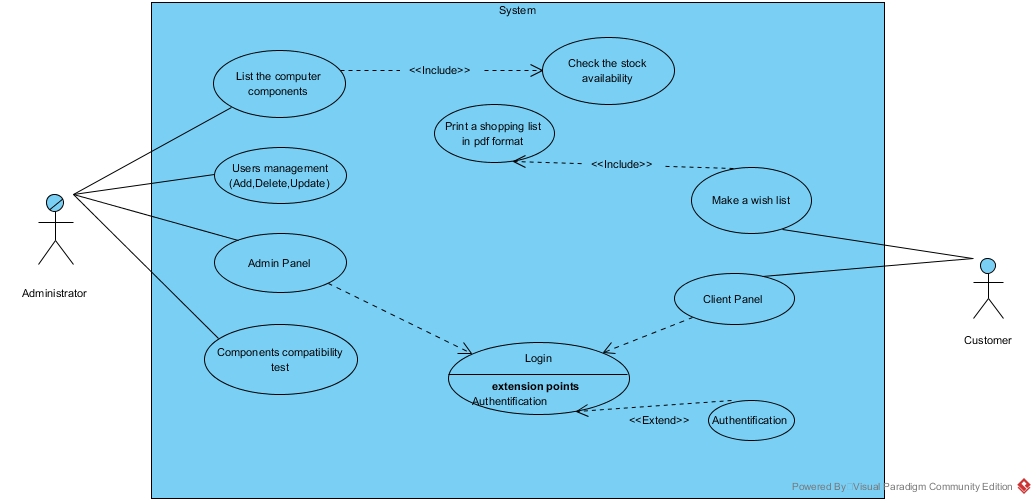 System
List the computer
components
<<Include>>
Check the stock
availability
Print a shopping list
in pdf format
<<Include>>
Users management
(Add,Delete,Update)
Make a wish list
Admin Panel
Administrator
Client Panel
Customer
Components compatibility
test
Login
extension points
Authentification
<<Extend>>
Authentification
Powered By Visual Paradigm Community Edition